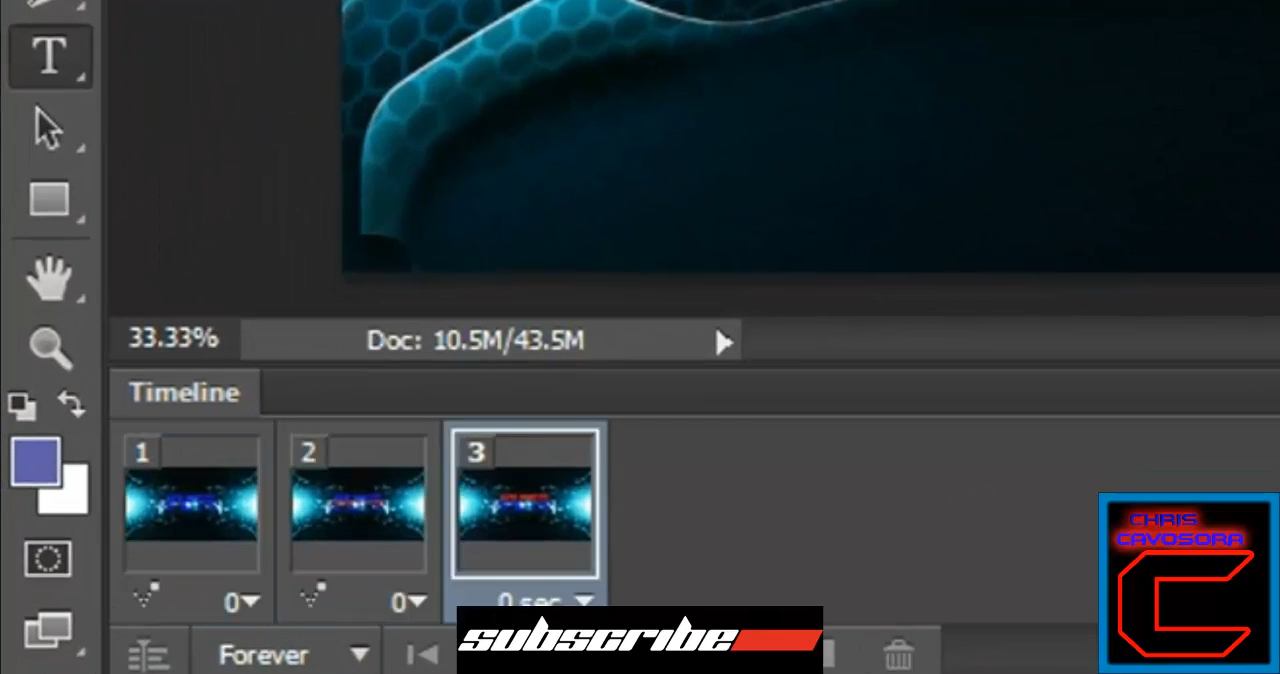 T
33.33%
Doc: 10.5M/43.5M
Timeline
1
2
3
0
0
0 sec
Forever
subscribe
CHRIS
CAVOSORA
C